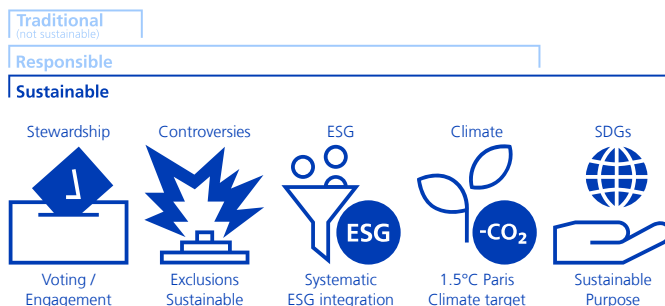 Traditional
(not sustainable)
Responsible
Sustainable
Stewardship Controversies ESG Climate SDGs
ESG -CO₂
Voting / Exclusions Systematic 1.5°C Paris Sustainable
Engagement Sustainable ESG integration Climate target Purpose